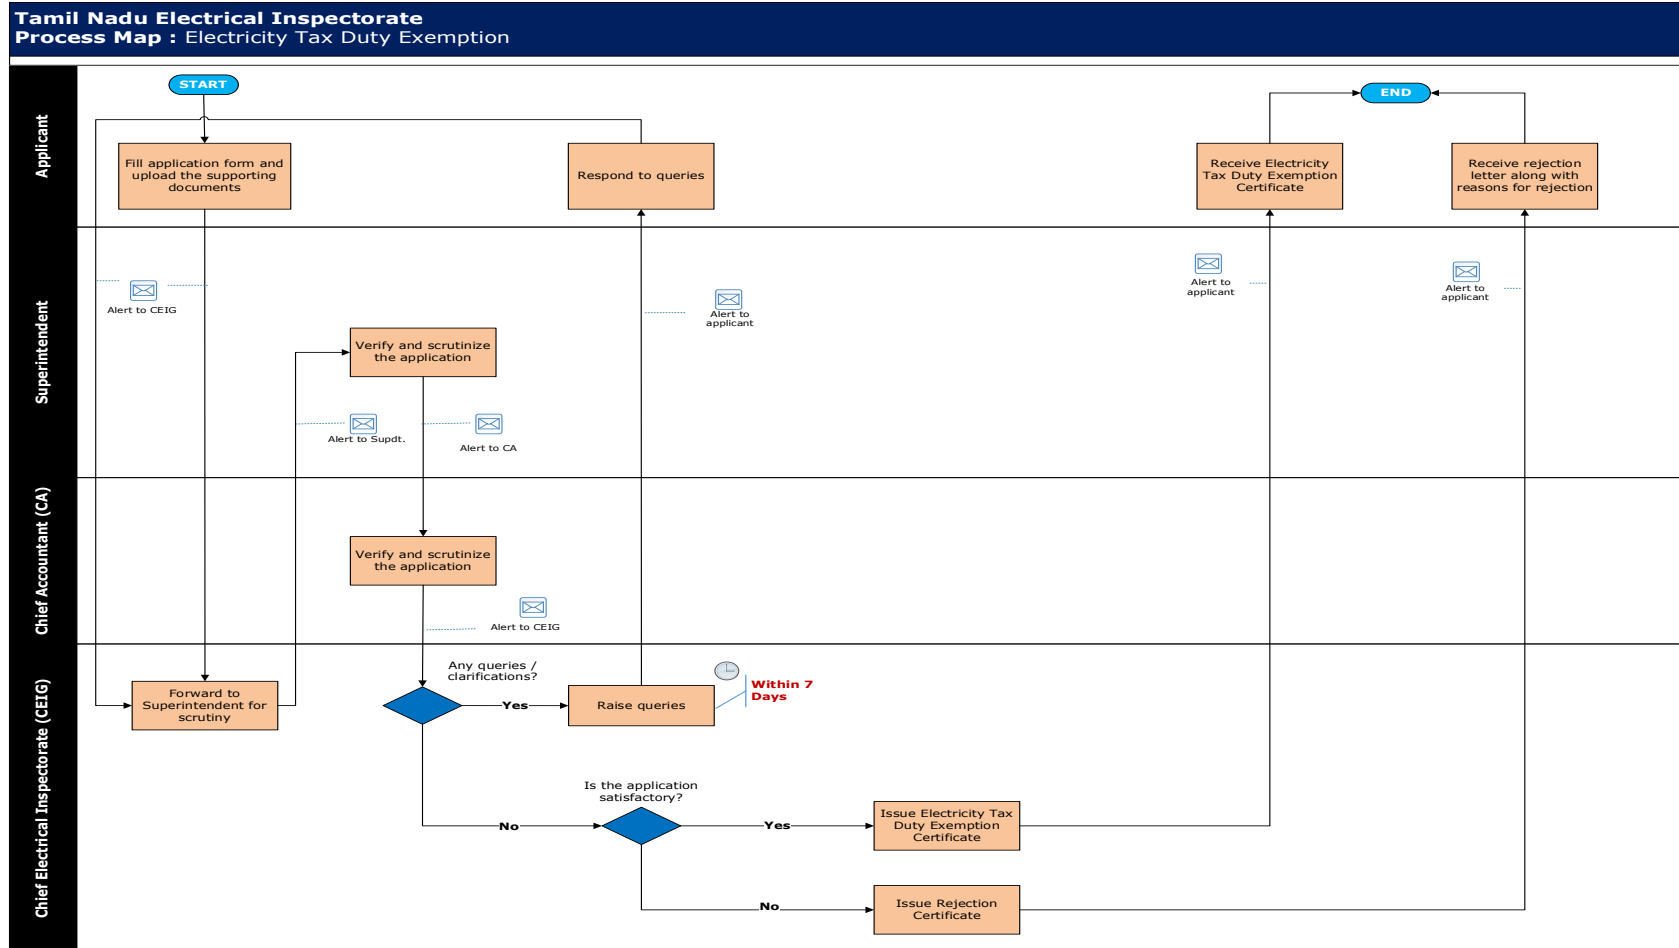 Tamil Nadu Electrical Inspectorate
Process Map : Electricity Tax Duty Exemption
Applicant
START
END
Fill application form and
upload the supporting
documents
Respond to queries
Receive Electricity
Tax Duty Exemption
Certificate
Receive rejection
letter along with
reasons for rejection
Superintendent
Alert to CEIG
Alert to
applicant
Alert to
applicant
Alert to
applicant
Verify and scrutinize
the application
Alert to Supdt.
Alert to CA
Chief Accountant (CA)
Verify and scrutinize
the application
Alert to CEIG
Chief Electrical Inspectorate (CEIG)
Forward to
Superintendent for
scrutiny
Any queries /
clarifications?
Yes
Raise queries
Within 7
Days
No
Is the application
satisfactory?
Yes
Issue Electricity Tax
Duty Exemption
Certificate
No
Issue Rejection
Certificate